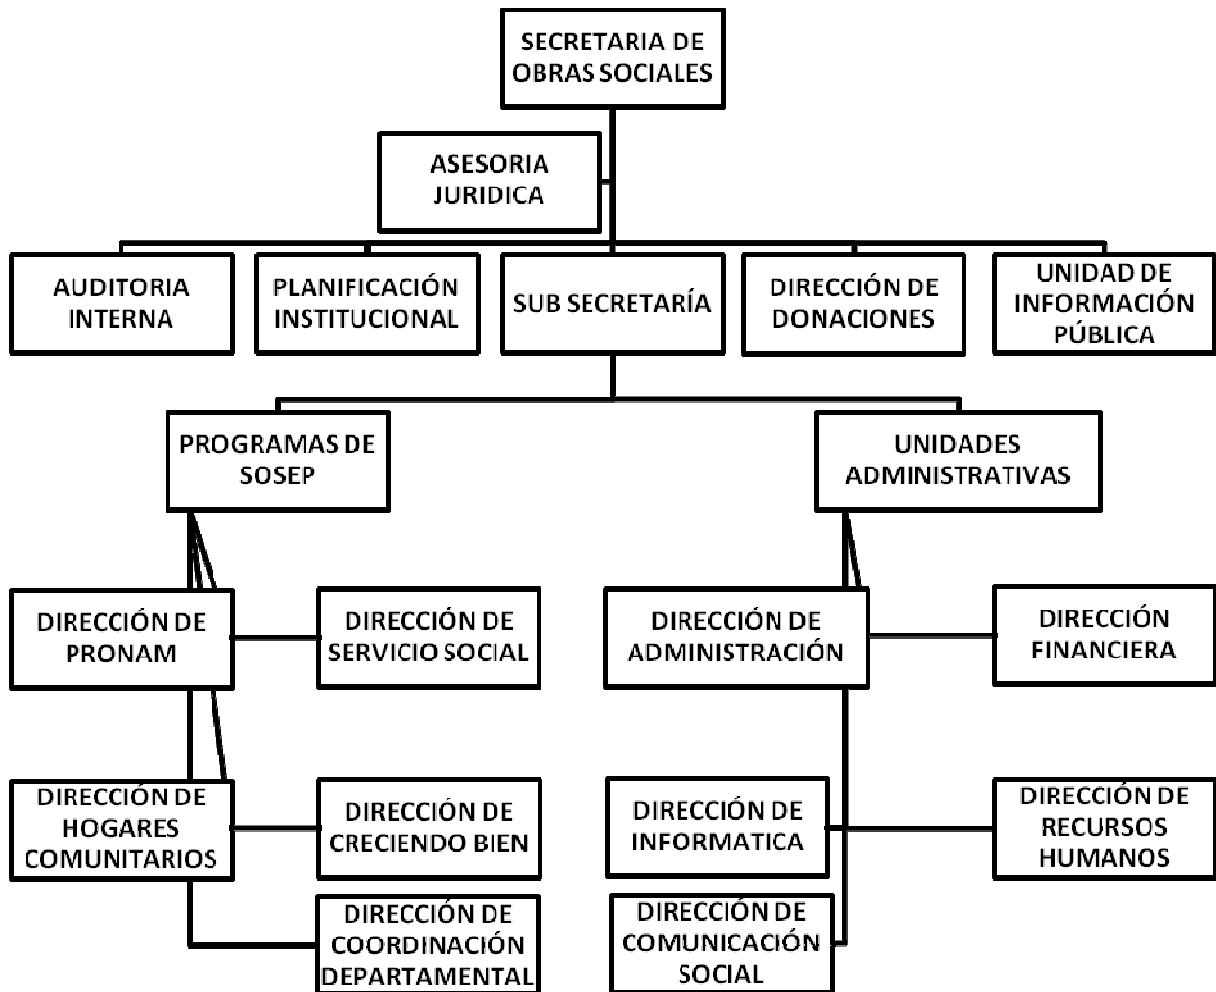 SECRETARIA DE
OBRAS SOCIALES
ASESORIA
JURIDICA
AUDITORIA
INTERNA
PLANIFICACIÓN
INSTITUCIONAL
SUB SECRETARÍA
DIRECCIÓN DE
DONACIONES
UNIDAD DE
INFORMACIÓN
PÚBLICA
PROGRAMAS DE
SOSEP
UNIDADES
ADMINISTRATIVAS
DIRECCIÓN DE
PRONAM
DIRECCIÓN DE
SERVICIO SOCIAL
DIRECCIÓN DE
ADMINISTRACIÓN
DIRECCIÓN
FINANCIERA
DIRECCIÓN DE
HOGARES
COMUNITARIOS
DIRECCIÓN DE
CRECIENDO BIEN
DIRECCIÓN DE
INFORMATICA
DIRECCIÓN DE
RECURSOS
HUMANOS
DIRECCIÓN DE
COORDINACIÓN
DEPARTAMENTAL
DIRECCIÓN DE
COMUNICACIÓN
SOCIAL